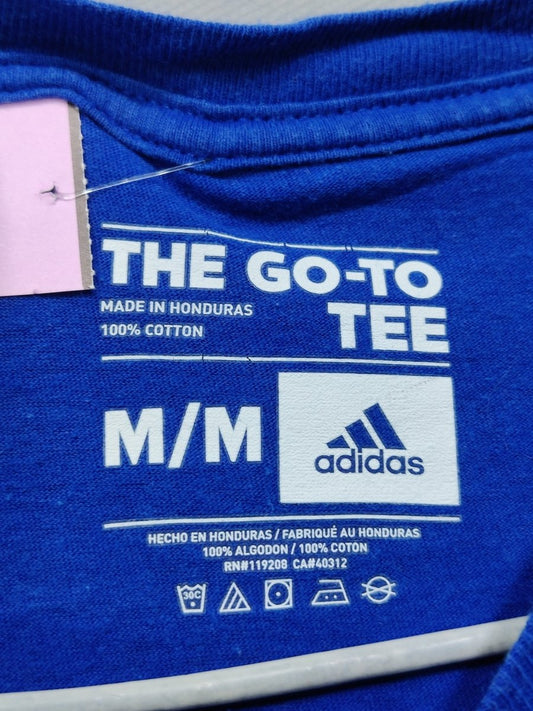 THE GO-TO
TEE
MADE IN HONDURAS
100% COTTON
M/M
adidas
HECHO EN HONDURAS / FABRIQUÉ AU HONDURAS
100% ALGODON / 100% COTON
RN#119208 CA#40312
30C